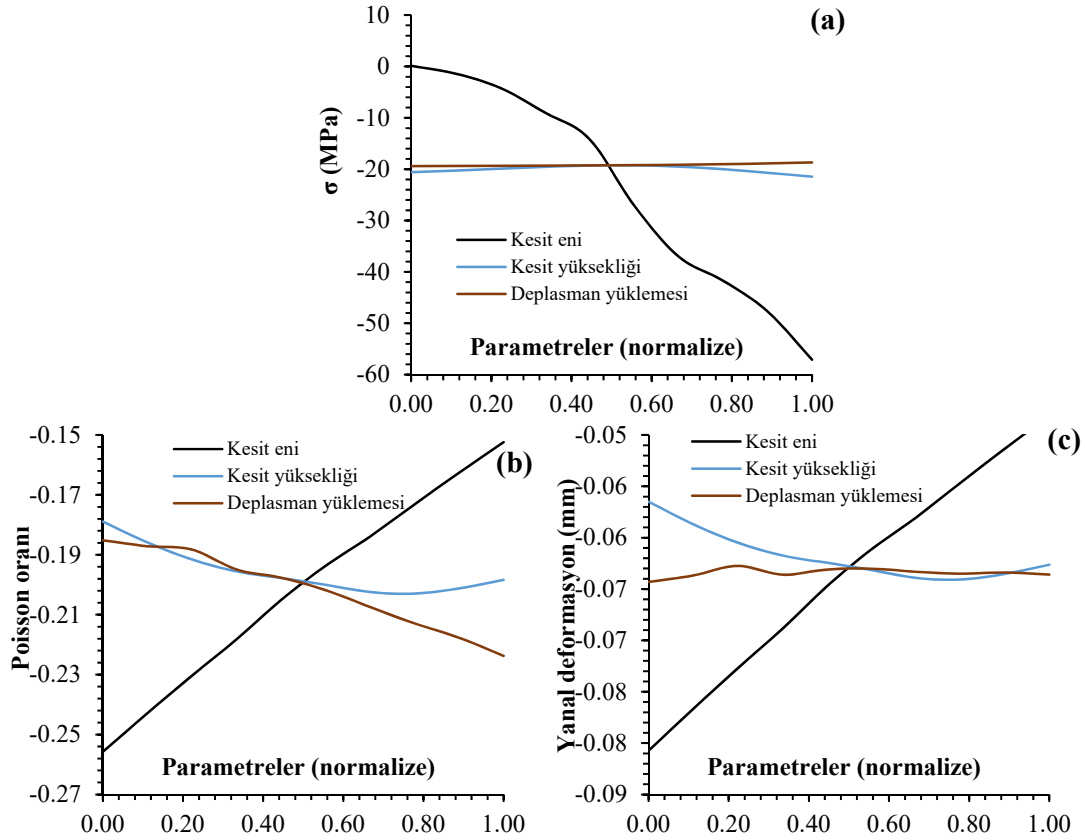 (a)
σ (MPa)
10
0
-10
-20
-30
-40
-50
-60
Kesit eni
Kesit yüksekliği
Deplasman yüklemesi
Parametreler (normalize)
0.00 0.20 0.40 0.60 0.80 1.00
(b)
Poisson oranı
-0.15
-0.17
-0.19
-0.21
-0.23
-0.25
-0.27
Kesit eni
Kesit yüksekliği
Deplasman yüklemesi
Parametreler (normalize)
0.00 0.20 0.40 0.60 0.80 1.00
(c)
Yanal deformasyon (mm)
-0.05
-0.06
-0.06
-0.07
-0.07
-0.08
-0.08
-0.09
Kesit eni
Kesit yüksekliği
Deplasman yüklemesi
Parametreler (normalize)
0.00 0.20 0.40 0.60 0.80 1.00